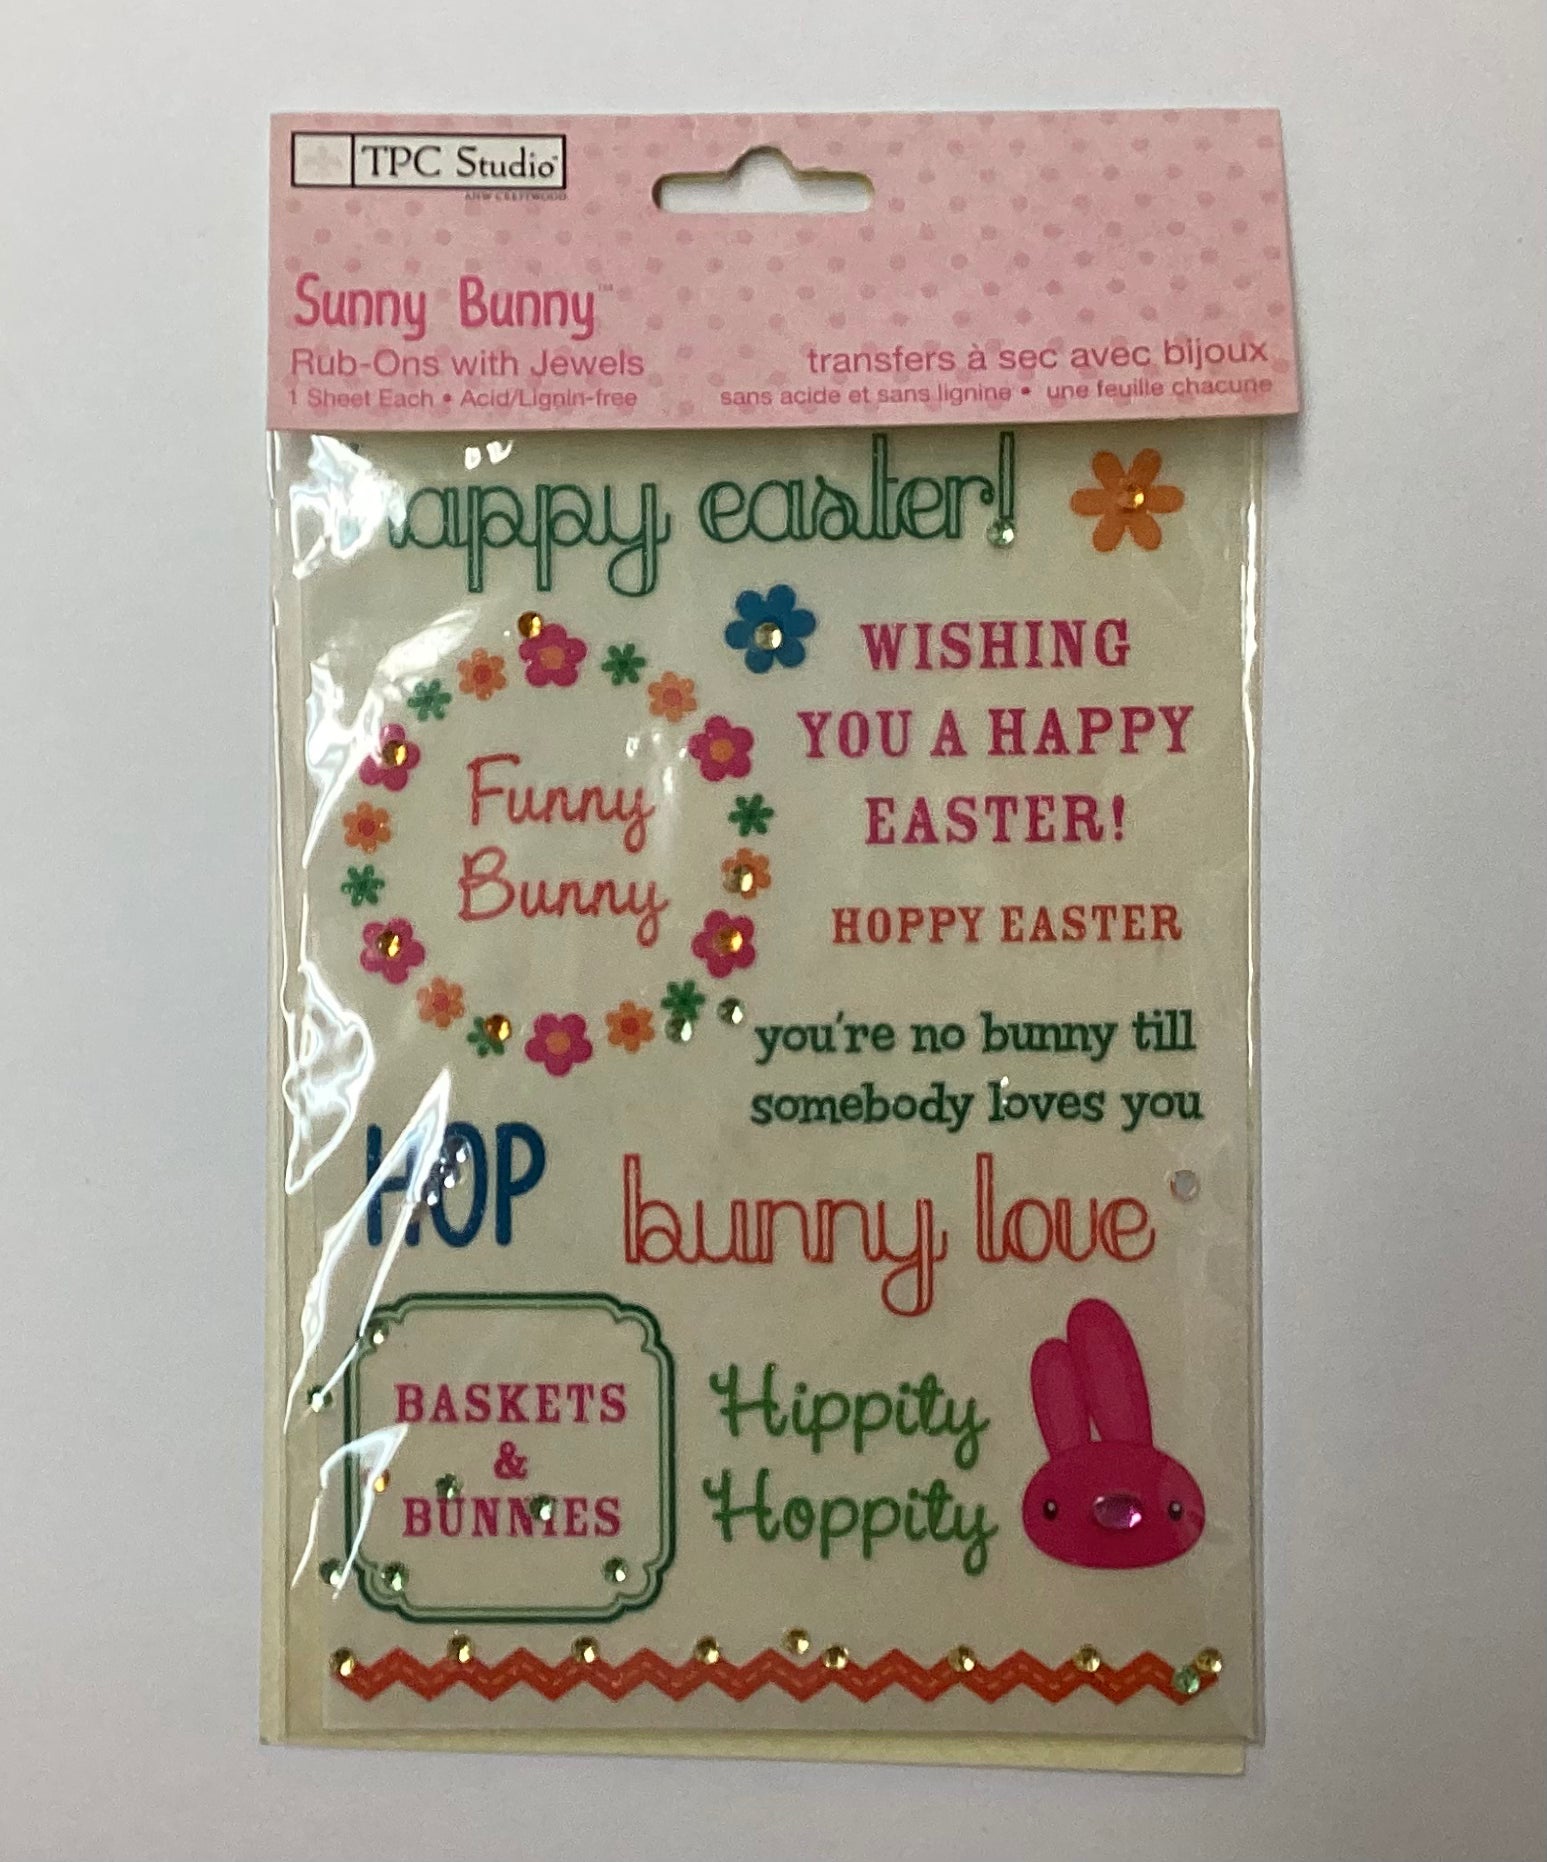 TPC Studio
Sunny Bunny™
Rub-Ons with Jewels
1 Sheet Each • Acid/Lignin-free
transfers à sec avec bijoux
sans acide et sans lignine • une feuille chacune
happy easter!
Funny
Bunny
WISHING
YOU A HAPPY
EASTER!
HOPPY EASTER
you're no bunny till
somebody loves you
HOP
bunny love
BASKETS
&
BUNNIES
Hippity
Hoppity